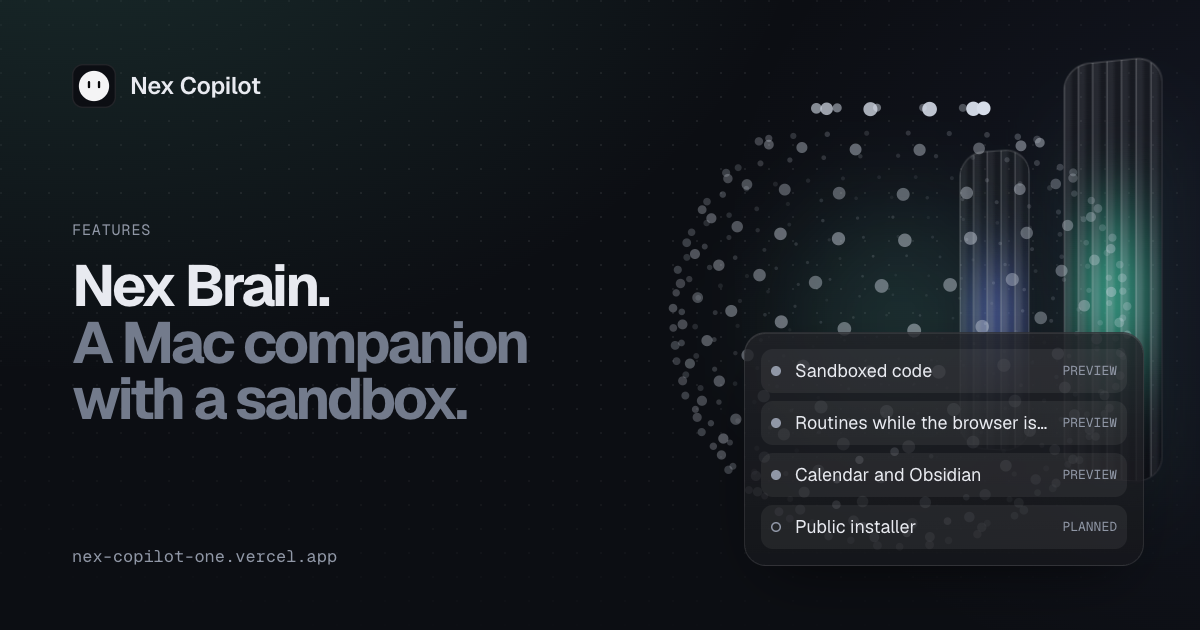 Nex Copilot
FEATURES
Nex Brain.
A Mac companion
with a sandbox.
nex-copilot-one.vercel.app
Sandboxed code PREVIEW
Routines while the browser is… PREVIEW
Calendar and Obsidian PREVIEW
Public installer PLANNED